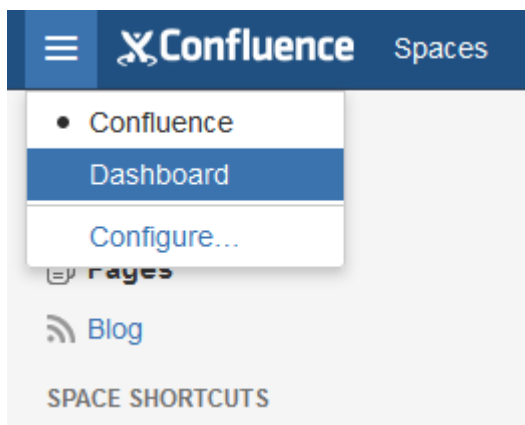 Confluence Spaces
Confluence
Dashboard
Configure...
Pages
Blog
SPACE SHORTCUTS